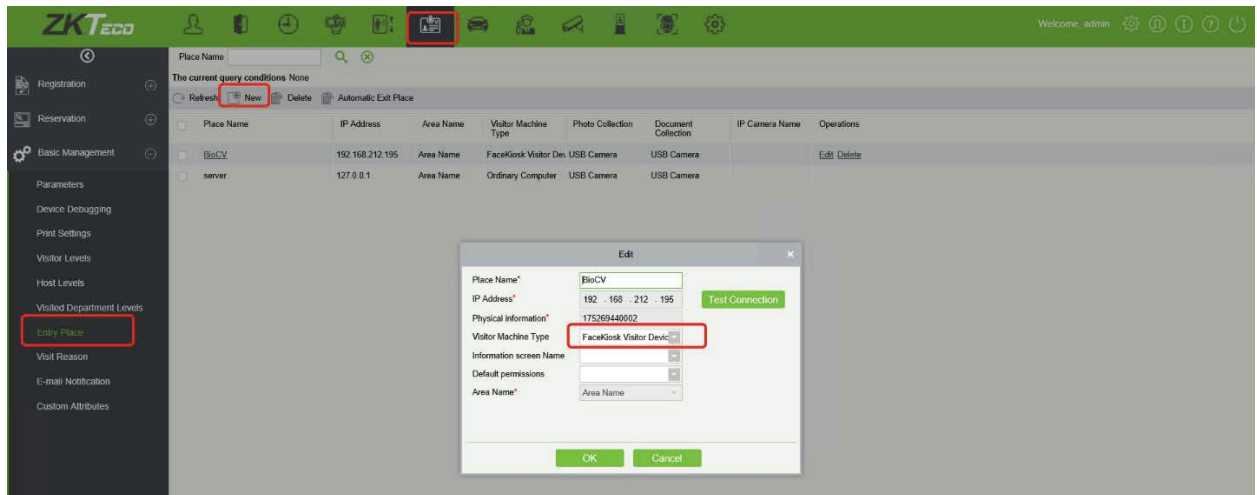 ZKTECO
Welcome, admin
Place Name
The current query conditions None
Refresh New Delete Automatic Exit Place
Place Name IP Address Area Name Visitor Machine Type Photo Collection Document Collection IP Camera Name Operations
BioCV 192.168.212.195 Area Name FaceKiosk Visitor Dev USB Camera USB Camera Edit Delete
server 127.0.0.1 Area Name Ordinary Computer USB Camera USB Camera
Registration
Reservation
Basic Management
Parameters
Device Debugging
Print Settings
Visitor Levels
Host Levels
Visited Department Levels
Entry Place
Visit Reason
E-mail Notification
Custom Attributes
Edit
Place Name* BioCV
IP Address* 192 . 168 . 212 . 195 Test Connection
Physical Information* 175269440002
Visitor Machine Type FaceKiosk Visitor Devic
Information screen Name
Default permissions
Area Name* Area Name
OK Cancel